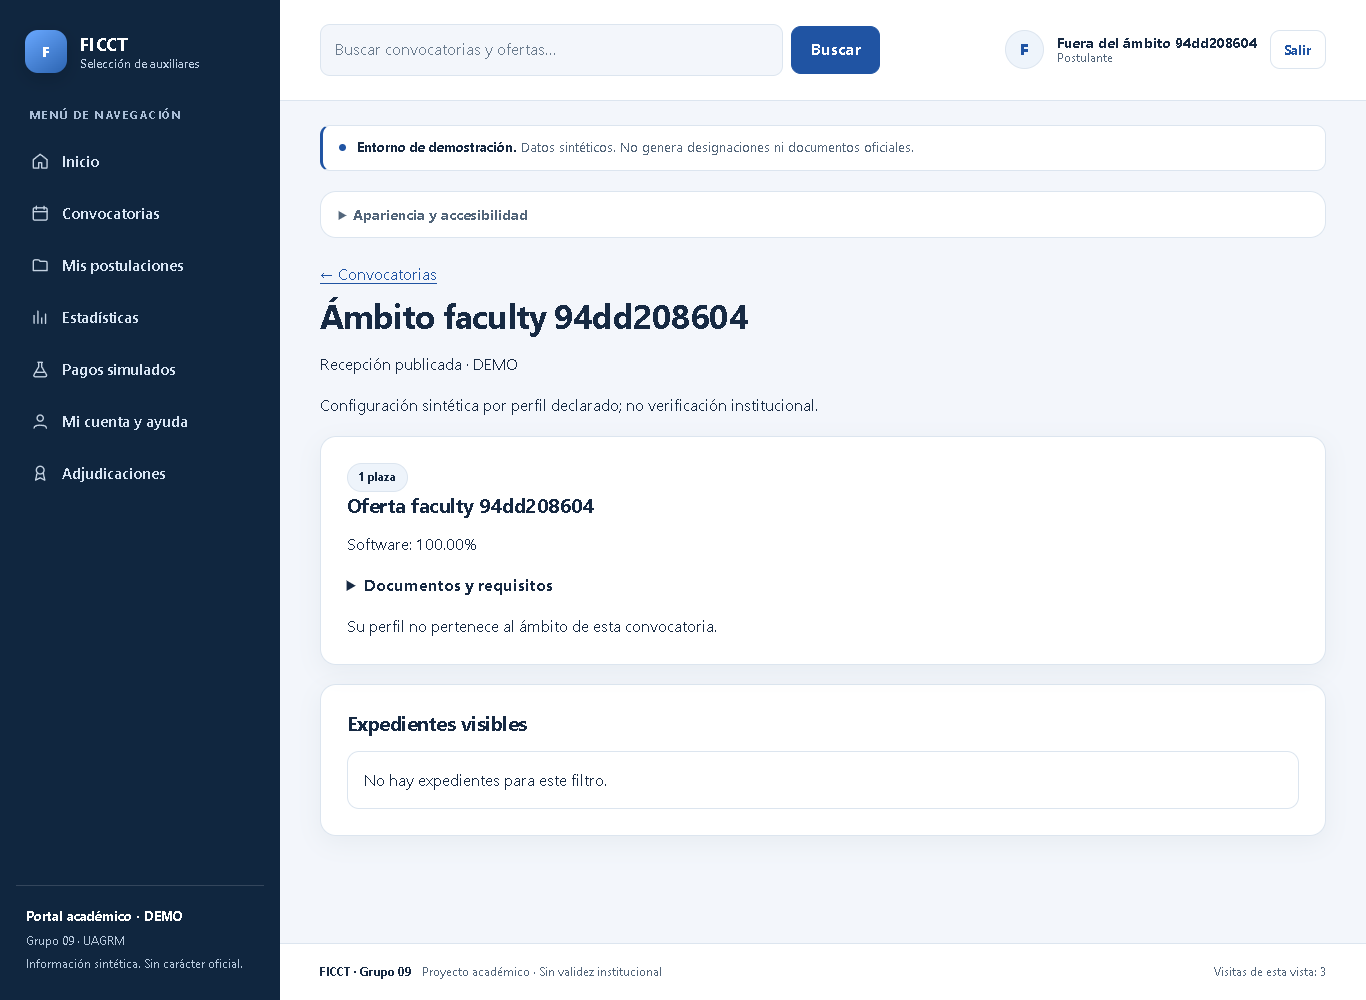 F
FICCT
Selección de auxiliares
MENÚ DE NAVEGACIÓN
Inicio
Convocatorias
Mis postulaciones
Estadísticas
Pagos simulados
Mi cuenta y ayuda
Adjudicaciones
Portal académico · DEMO
Grupo 09 · UAGRM
Información sintética. Sin carácter oficial.
Buscar convocatorias y ofertas...
Buscar
F
Fuera del ámbito 94dd208604
Postulante
Salir
Entorno de demostración. Datos sintéticos. No genera designaciones ni documentos oficiales.
Apariencia y accesibilidad
← Convocatorias
Ámbito faculty 94dd208604
Recepción publicada · DEMO
Configuración sintética por perfil declarado; no verificación institucional.
1 plaza
Oferta faculty 94dd208604
Software: 100.00%
Documentos y requisitos
Su perfil no pertenece al ámbito de esta convocatoria.
Expedientes visibles
No hay expedientes para este filtro.
FICCT · Grupo 09 Proyecto académico · Sin validez institucional
Visitas de esta vista: 3